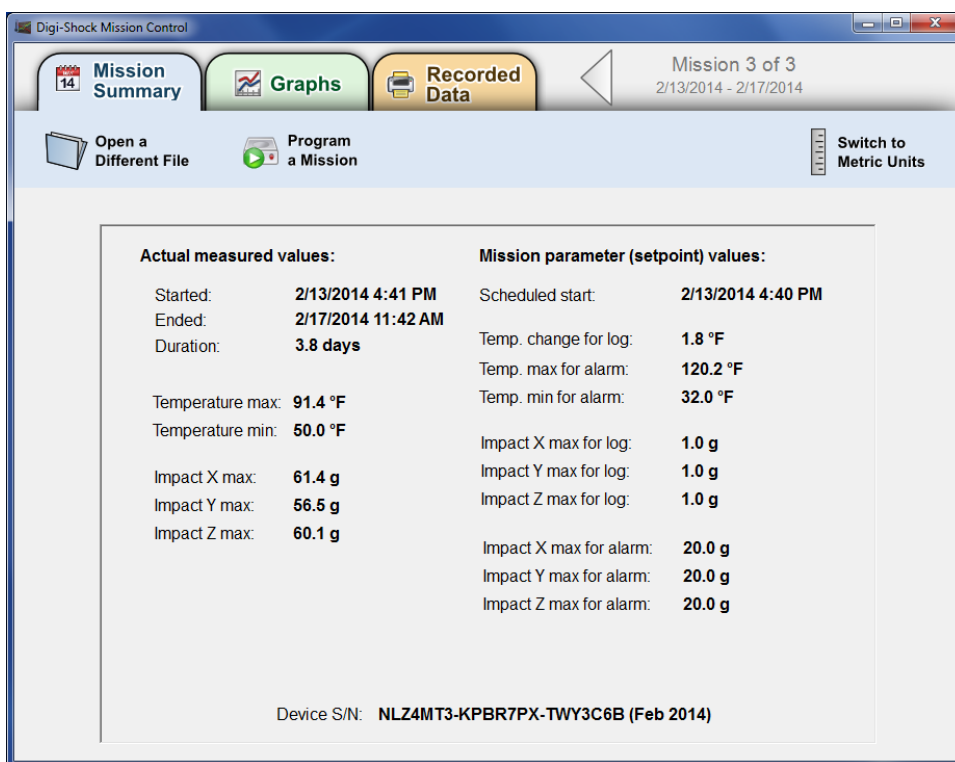 Digi-Shock Mission Control
Mission Summary
Graphs
Recorded Data
Mission 3 of 3
2/13/2014 - 2/17/2014
NOV
14
Open a
Different File
Program
a Mission
Switch to
Metric Units
Actual measured values:
Started: 2/13/2014 4:41 PM
Ended: 2/17/2014 11:42 AM
Duration: 3.8 days
Temperature max: 91.4 °F
Temperature min: 50.0 °F
Impact X max: 61.4 g
Impact Y max: 56.5 g
Impact Z max: 60.1 g
Mission parameter (setpoint) values:
Scheduled start: 2/13/2014 4:40 PM
Temp. change for log: 1.8 °F
Temp. max for alarm: 120.2 °F
Temp. min for alarm: 32.0 °F
Impact X max for log: 1.0 g
Impact Y max for log: 1.0 g
Impact Z max for log: 1.0 g
Impact X max for alarm: 20.0 g
Impact Y max for alarm: 20.0 g
Impact Z max for alarm: 20.0 g
Device S/N: NLZ4MT3-KPBR7PX-TWY3C6B (Feb 2014)